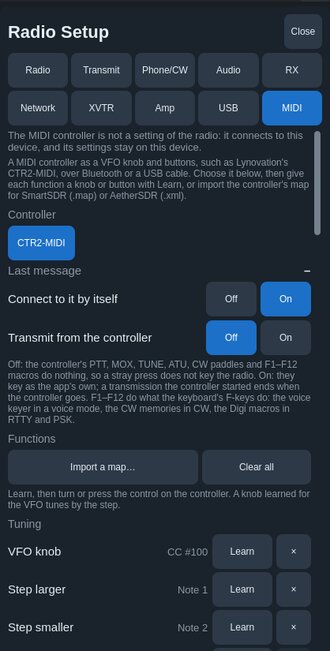 Radio Setup
Close
Radio
Transmit
Phone/CW
Audio
RX
Network
XVTR
Amp
USB
MIDI
The MIDI controller is not a setting of the radio: it connects to this
device, and its settings stay on this device.
A MIDI controller as a VFO knob and buttons, such as Lynovation's
CTR2-MIDI, over Bluetooth or a USB cable. Choose it below, then give
each function a knob or button with Learn, or import the controller's map
for SmartSDR (.map) or AetherSDR (.xml).
Controller
CTR2-MIDI
Last message –
Connect to it by itself Off On
Transmit from the controller Off On
Off: the controller's PTT, MOX, TUNE, ATU, CW paddles and F1–F12
macros do nothing, so a stray press does not key the radio. On: they
key as the app's own; a transmission the controller started ends when
the controller goes. F1–F12 do what the keyboard's F-keys do: the voice
keyer in a voice mode, the CW memories in CW, the Digi macros in
RTTY and PSK.
Functions
Import a map…
Clear all
Learn, then turn or press the control on the controller. A knob learned for
the VFO tunes by the step.
Tuning
VFO knob CC #100 Learn ×
Step larger Note 1 Learn ×
Step smaller Note 2 Learn ×